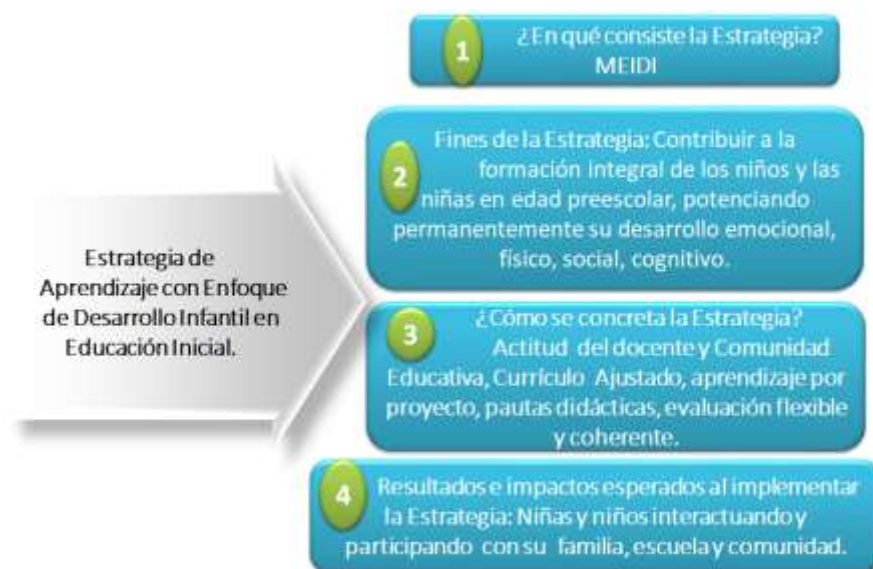 Estrategia de
Aprendizaje con Enfoque
de Desarrollo Infantil en
Educación Inicial.
1
¿En qué consiste la Estrategia?
MEIDI
2
Fines de la Estrategia: Contribuir a la
formación integral de los niños y las
niñas en edad preescolar, potenciando
permanentemente su desarrollo emocional,
físico, social, cognitivo.
3
¿Cómo se concreta la Estrategia?
Actitud del docente y Comunidad
Educativa, Currículo Ajustado, aprendizaje por
proyecto, pautas didácticas, evaluación flexible
y coherente.
4
Resultados e impactos esperados al implementar
la Estrategia: Niñas y niños interactuando y
participando con su familia, escuela y comunidad.